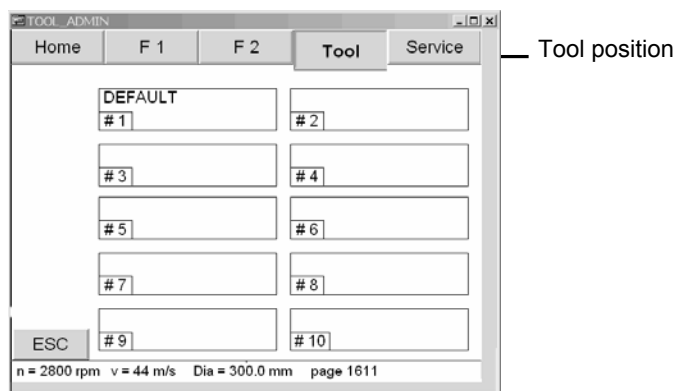 TOOL_ADMIN
Home F 1 F 2 Tool Service
Tool position
DEFAULT
# 1 # 2
# 3 # 4
# 5 # 6
# 7 # 8
# 9 # 10
ESC
n = 2800 rpm v = 44 m/s Dia = 300.0 mm page 1611